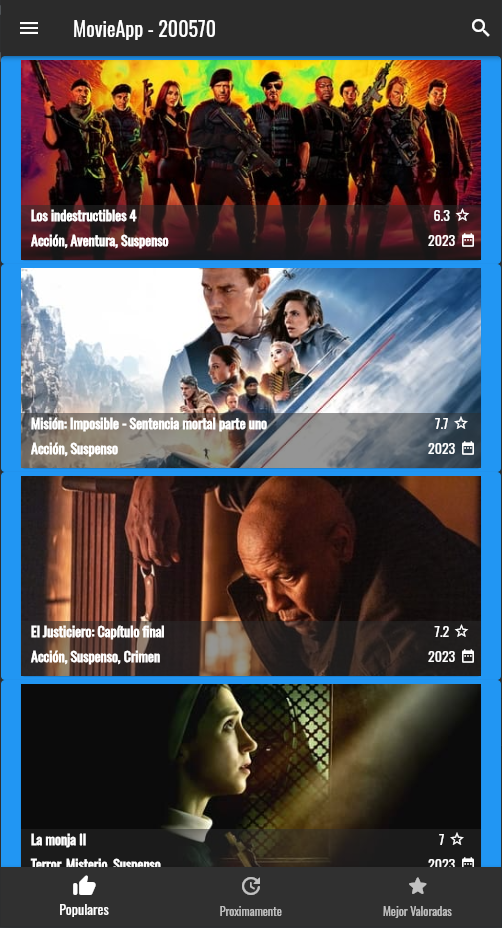 MovieApp - 200570
Los indestructibles 4
6.3
Acción, Aventura, Suspenso
2023
Misión: Imposible - Sentencia mortal parte uno
7.7
Acción, Suspenso
2023
El Justiciero: Capítulo final
7.2
Acción, Suspenso, Crimen
2023
La monja II
7
Terror, Misterio, Suspenso
2023
Populares
Proximamente
Mejor Valoradas